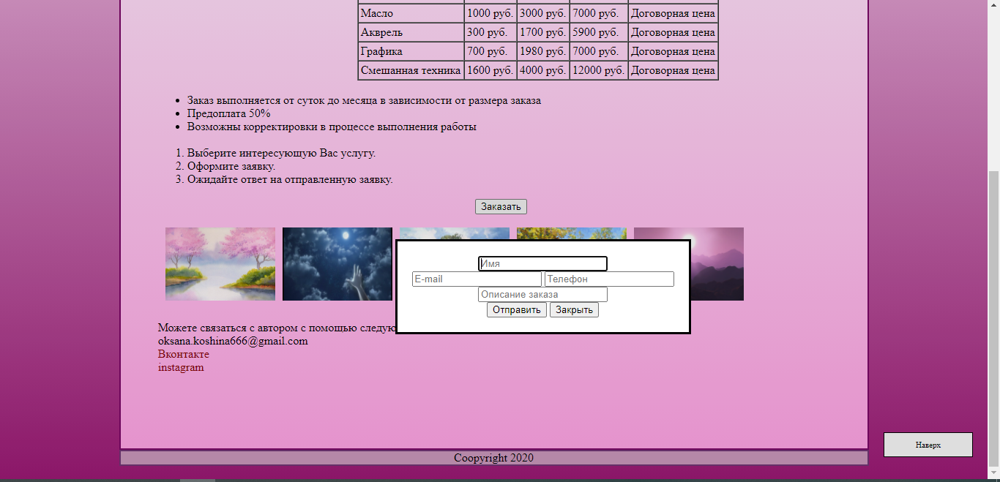 Масло 1000 руб. 3000 руб. 7000 руб. Договорная цена
Акврель 300 руб. 1700 руб. 5900 руб. Договорная цена
Графика 700 руб. 1980 руб. 7000 руб. Договорная цена
Смешанная техника 1600 руб. 4000 руб. 12000 руб. Договорная цена
• Заказ выполняется от суток до месяца в зависимости от размера заказа
• Предоплата 50%
• Возможны корректировки в процессе выполнения работы
1. Выберите интересующую Вас услугу.
2. Оформите заявку.
3. Ожидайте ответ на отправленную заявку.
Заказать
Имя
E-mail Телефон
Описание заказа
Отправить Закрыть
Можете связаться с автором с помощью
oksana.koshina666@gmail.com
Вконтакте
instagram
Наверх
Coopyright 2020